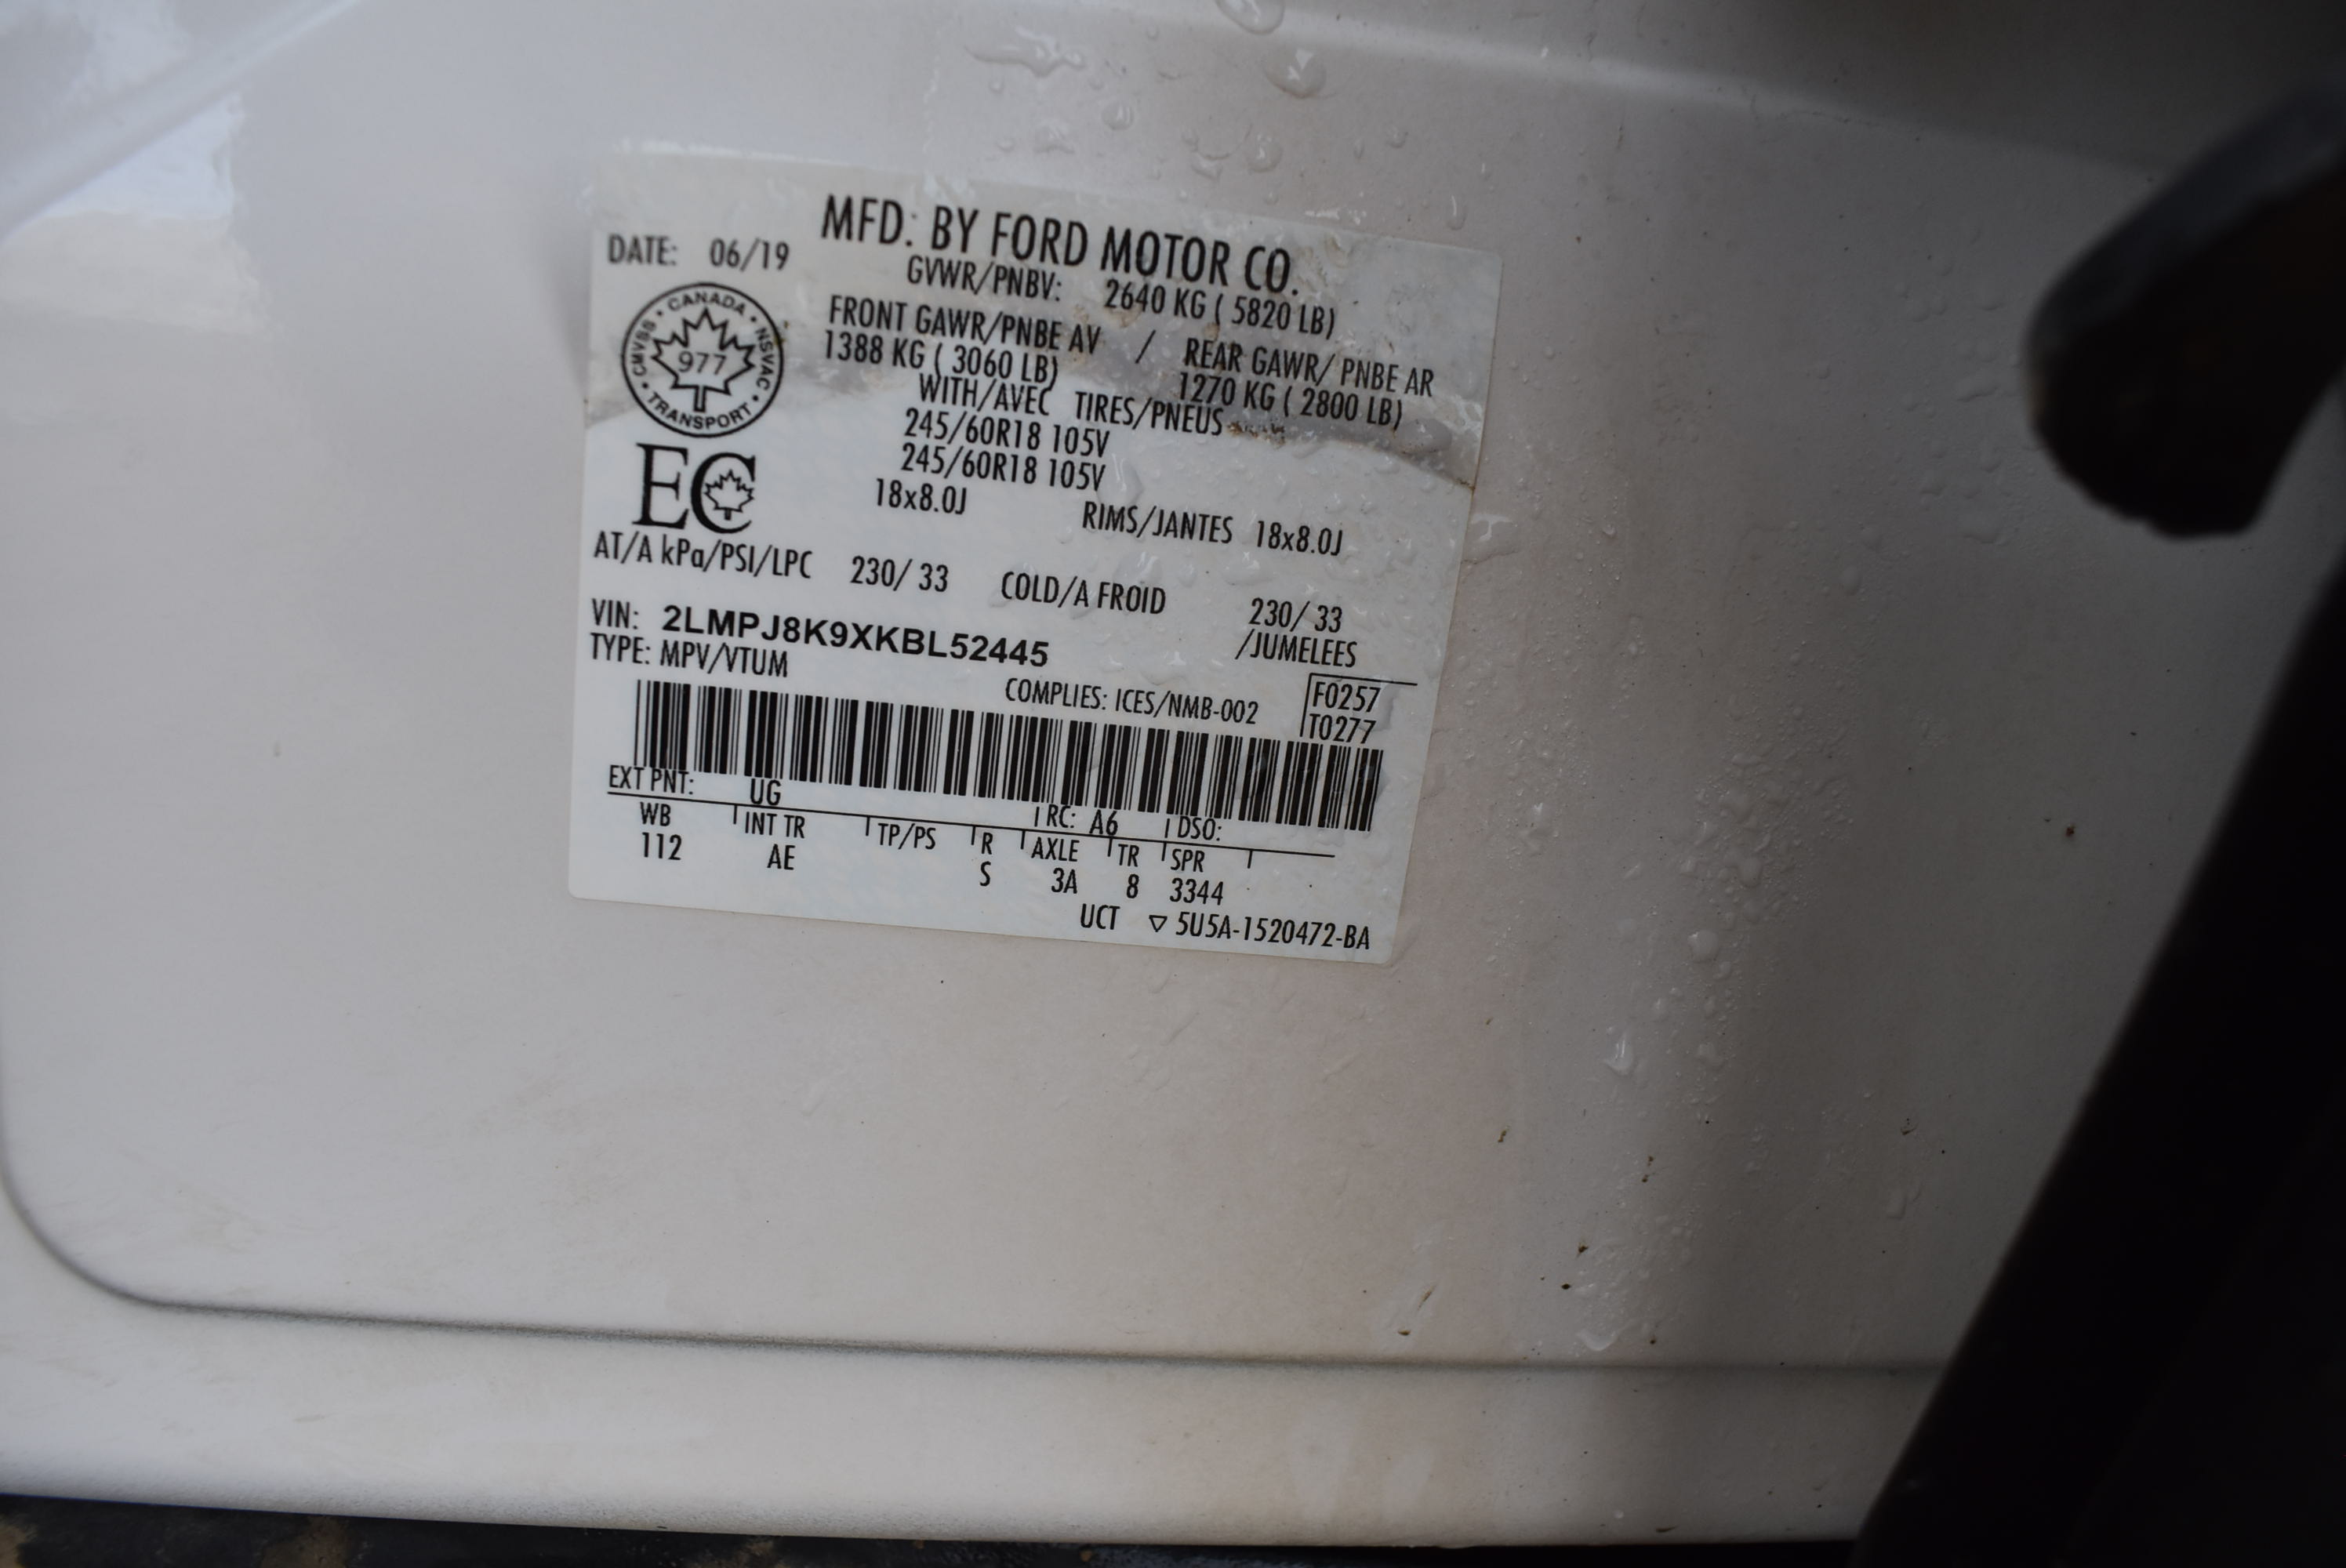 MFD. BY FORD MOTOR CO.
DATE: 06/19
GVWR/PNBV: 2640 KG ( 5820 LB)
FRONT GAWR/PNBE AV / REAR GAWR/ PNBE AR
1388 KG ( 3060 LB) 1270 KG ( 2800 LB)
WITH/AVEC TIRES/PNEUS
245/60R18 105V
245/60R18 105V
18x8.0J RIMS/JANTES 18x8.0J
CANADA
CMVSS NSVAC
977
TRANSPORT
EC
AT/A kPa/PSI/LPC 230/ 33 COLD/A FROID 230/ 33
VIN: 2LMPJ8K9XKBL52445 /JUMELEES
TYPE: MPV/VTUM
COMPLIES: ICES/NMB-002 F0257
T0277
EXT PNT: UG RC: A6 DSO:
WB INT TR TP/PS R AXLE TR SPR
112 AE S 3A 8 3344
UCT ▽ 5U5A-1520472-BA